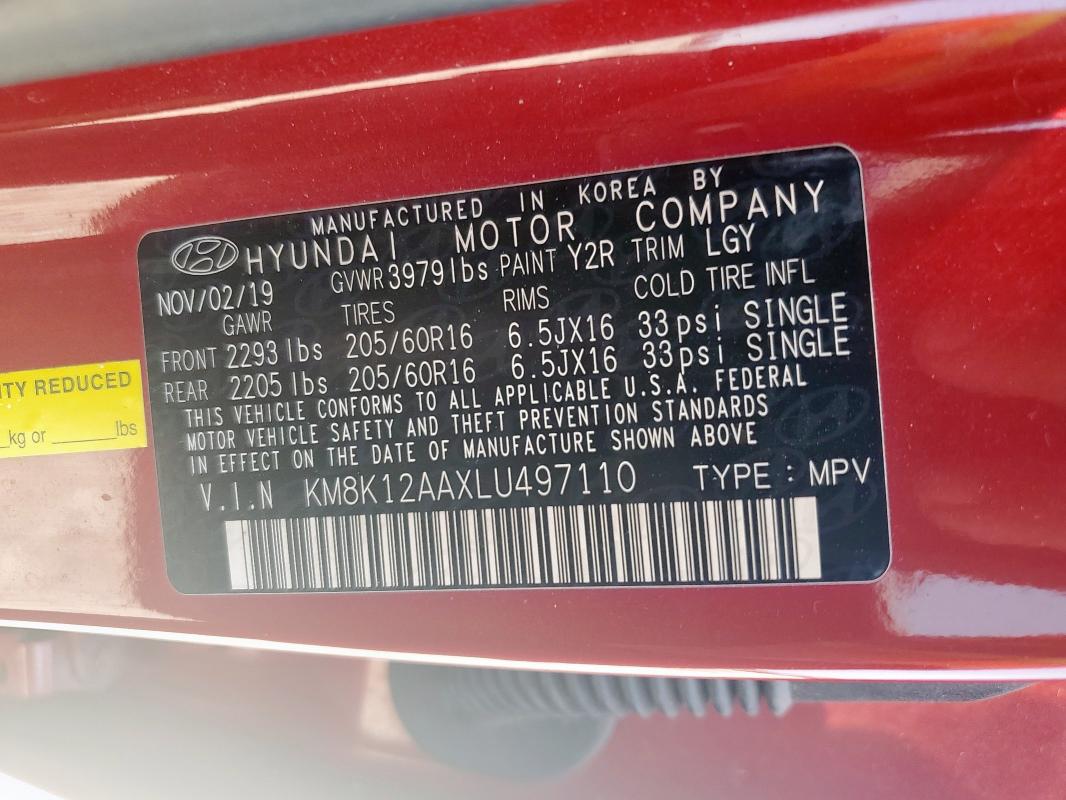 MANUFACTURED IN KOREA BY
HYUNDAI MOTOR COMPANY
NOV/02/19 GVWR 3979 lbs PAINT Y2R TRIM LGY
GAWR TIRES RIMS COLD TIRE INFL
FRONT 2293 lbs 205/60R16 6.5JX16 33psi SINGLE
REAR 2205 lbs 205/60R16 6.5JX16 33psi SINGLE
THIS VEHICLE CONFORMS TO ALL APPLICABLE U.S.A. FEDERAL
MOTOR VEHICLE SAFETY AND THEFT PREVENTION STANDARDS
IN EFFECT ON THE DATE OF MANUFACTURE SHOWN ABOVE
V.I.N KM8K12AAXLU497110 TYPE : MPV
REDUCED
kg or ______lbs